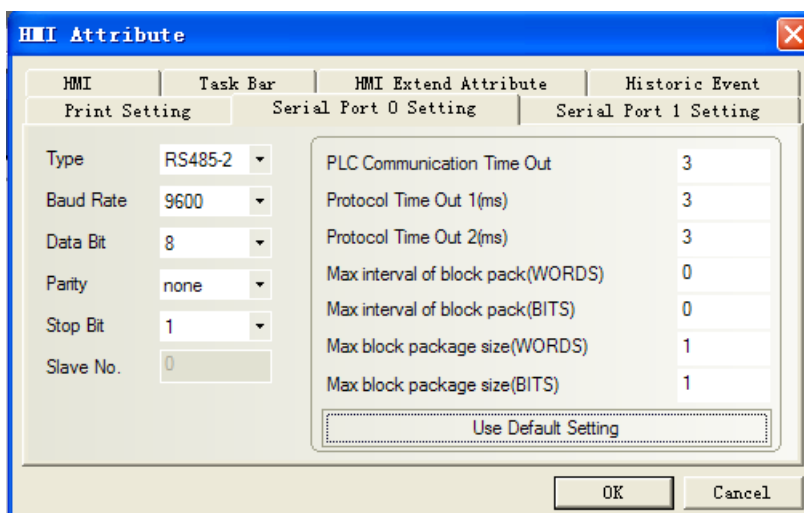 HMI Attribute
HMI Task Bar HMI Extend Attribute Historic Event
Print Setting Serial Port 0 Setting Serial Port 1 Setting
Type RS485-2
Baud Rate 9600
Data Bit 8
Parity none
Stop Bit 1
Slave No. 0
PLC Communication Time Out 3
Protocol Time Out 1(ms) 3
Protocol Time Out 2(ms) 3
Max interval of block pack(WORDS) 0
Max interval of block pack(BITS) 0
Max block package size(WORDS) 1
Max block package size(BITS) 1
Use Default Setting
OK Cancel